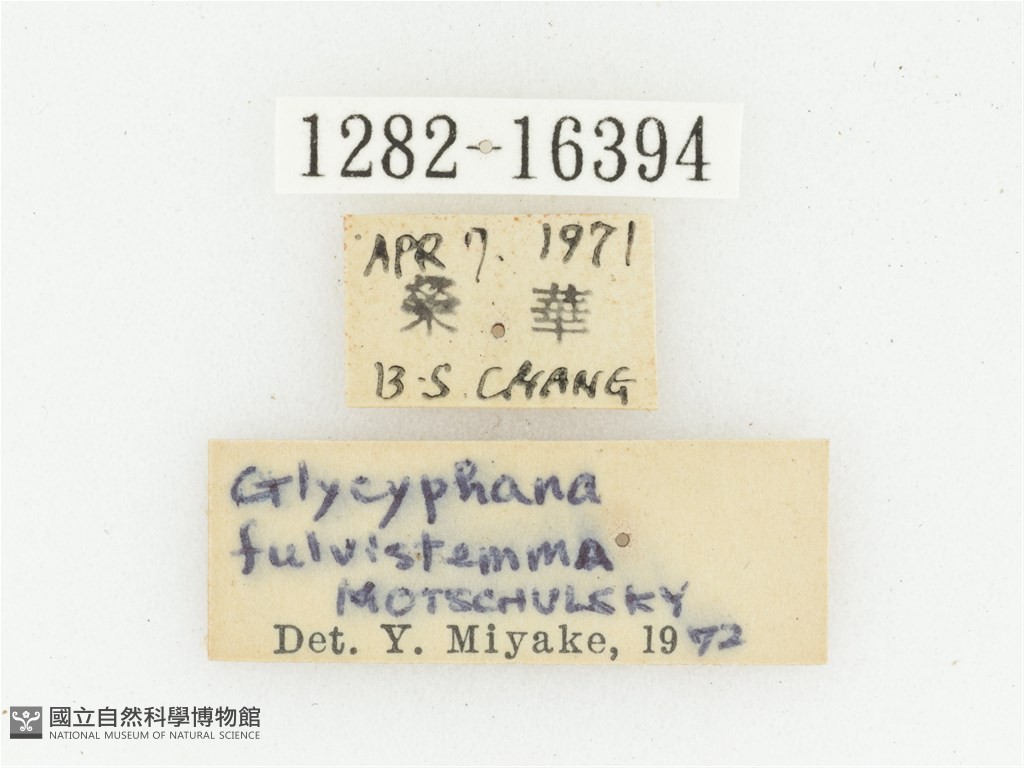 1282-16394
APR 7. 1971
華
B-S. CHANG
Glycyphana
fulvistemma
MOTSCHULSKY
Det. Y. Miyake, 1972
國立自然科學博物館
NATIONAL MUSEUM OF NATURAL SCIENCE